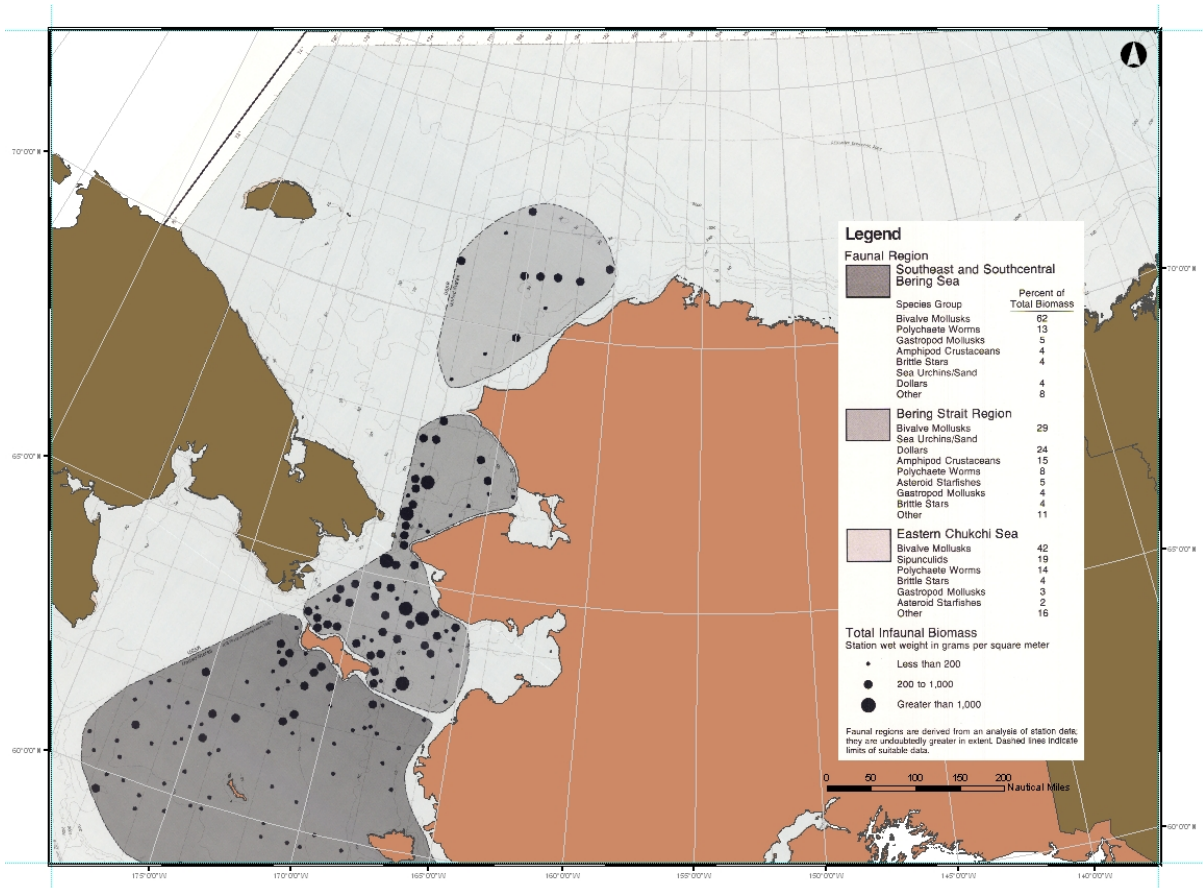 70°0'0"N
65°0'0"N
60°0'0"N
70°0'0"N
65°0'0"N
60°0'0"N
Legend
Faunal Region
Southeast and Southcentral
Bering Sea
Species Group Percent of
Total Biomass
Bivalve Mollusks 62
Polychaete Worms 13
Gastropod Mollusks 5
Amphipod Crustaceans 4
Brittle Stars 4
Sea Urchins/Sand
Dollars 4
Other 8
Bering Strait Region
Bivalve Mollusks 29
Sea Urchins/Sand
Dollars 24
Amphipod Crustaceans 15
Polychaete Worms 8
Asteroid Starfishes 5
Gastropod Mollusks 4
Brittle Stars 4
Other 11
Eastern Chukchi Sea
Bivalve Mollusks 42
Sipunculids 19
Polychaete Worms 14
Brittle Stars 4
Gastropod Mollusks 3
Asteroid Starfishes 2
Other 16
Total Infaunal Biomass
Station wet weight in grams per square meter
Less than 200
200 to 1,000
Greater than 1,000
Faunal regions are derived from an analysis of station data;
they are undoubtedly greater in extent. Dashed lines indicate
limits of suitable data.
0 50 100 150 200
Nautical Miles
175°0'0"W 170°0'0"W 165°0'0"W 160°0'0"W 155°0'0"W 150°0'0"W 145°0'0"W 140°0'0"W